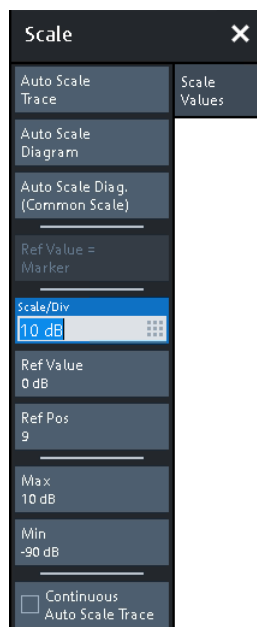 Scale
Auto Scale
Trace
Scale
Values
Auto Scale
Diagram
Auto Scale Diag.
(Common Scale)
Ref Value =
Marker
Scale/Div
10 dB
Ref Value
0 dB
Ref Pos
9
Max
10 dB
Min
-90 dB
Continuous
Auto Scale Trace